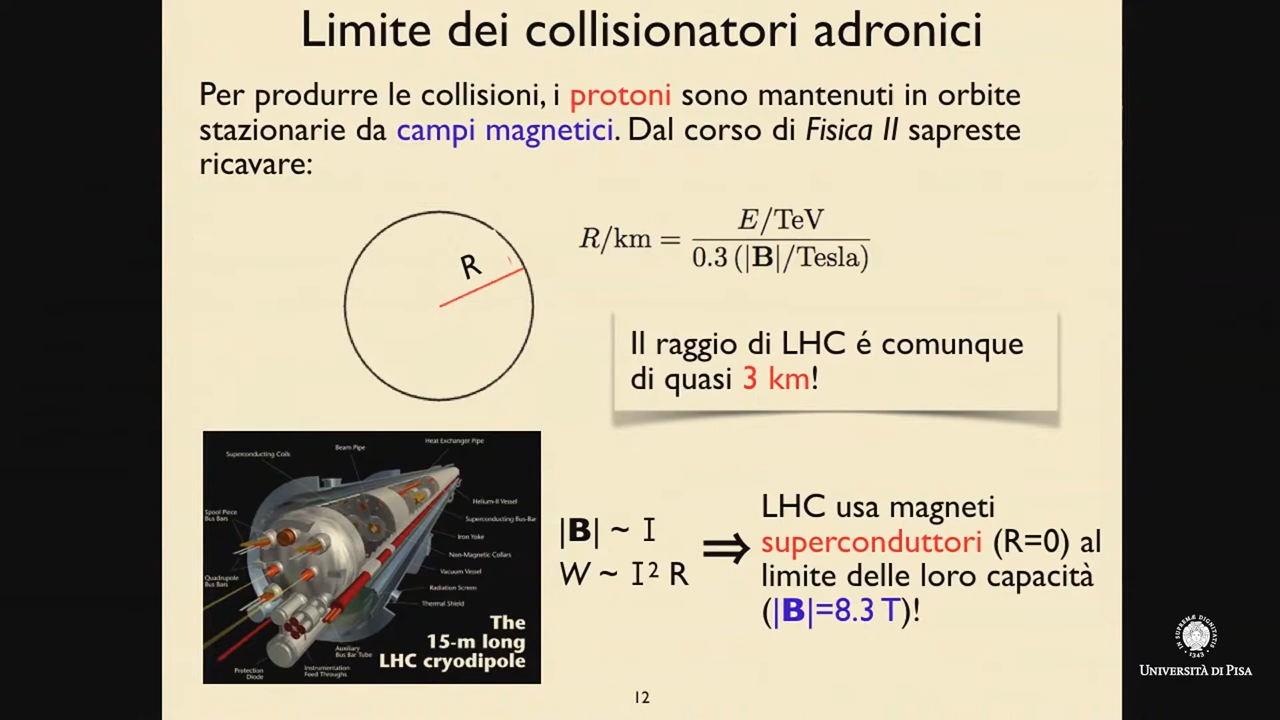 Limite dei collisionatori adronici
Per produrre le collisioni, i protoni sono mantenuti in orbite
stazionarie da campi magnetici. Dal corso di Fisica II sapreste
ricavare:
R
R/km = E/TeV / 0.3 (|B|/Tesla)
Il raggio di LHC é comunque
di quasi 3 km!
Superconducting Coils
Beam Pipe
Heat Exchanger Pipe
Helium-II Vessel
Spool Piece
Bus Bars
Superconducting Bus-Bar
Iron Yoke
Non-Magnetic Collars
Vacuum Vessel
Quadrupole
Bus Bars
Radiation Screen
Thermal Shield
The
15-m long
LHC cryodipole
Auxiliary
Bus Bar Tube
Protection
Diode
Instrumentation
Feed Throughs
|B| ~ I
W ~ I² R
⇒
LHC usa magneti
superconduttori (R=0) al
limite delle loro capacità
(|B|=8.3 T)!
12
IN SUPREMÆ DIGNITATIS
1343
UNIVERSITÀ DI PISA